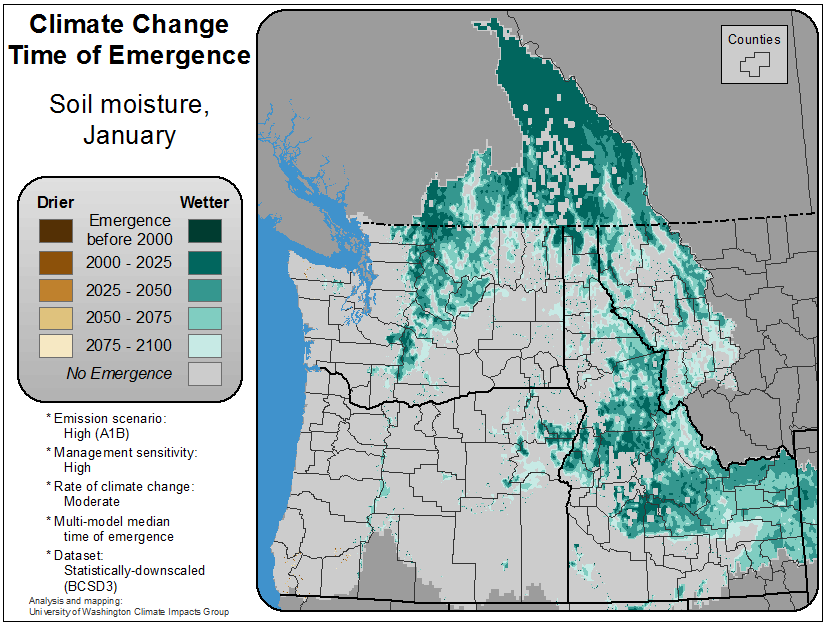 Climate Change
Time of Emergence
Soil moisture,
January
Drier Wetter
Emergence
before 2000
2000 - 2025
2025 - 2050
2050 - 2075
2075 - 2100
No Emergence
* Emission scenario:
High (A1B)
* Management sensitivity:
High
* Rate of climate change:
Moderate
* Multi-model median
time of emergence
* Dataset:
Statistically-downscaled
(BCSD3)
Analysis and mapping:
University of Washington Climate Impacts Group
Counties